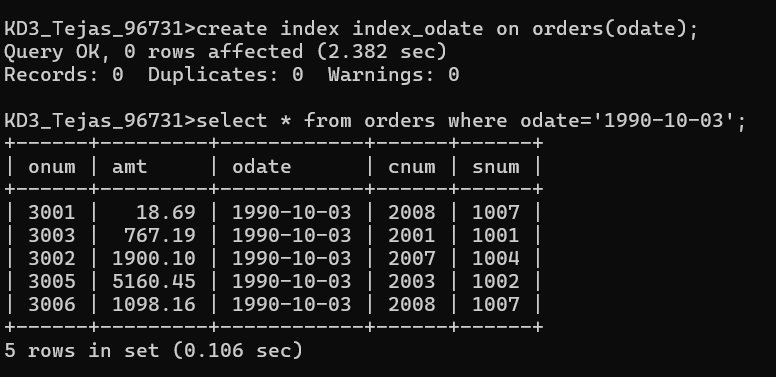 KD3_Tejas_96731>create index index_odate on orders(odate);
Query OK, 0 rows affected (2.382 sec)
Records: 0  Duplicates: 0  Warnings: 0

KD3_Tejas_96731>select * from orders where odate='1990-10-03';
+------+---------+------------+------+------+
| onum | amt     | odate      | cnum | snum |
+------+---------+------------+------+------+
| 3001 |   18.69 | 1990-10-03 | 2008 | 1007 |
| 3003 |  767.19 | 1990-10-03 | 2001 | 1001 |
| 3002 | 1900.10 | 1990-10-03 | 2007 | 1004 |
| 3005 | 5160.45 | 1990-10-03 | 2003 | 1002 |
| 3006 | 1098.16 | 1990-10-03 | 2008 | 1007 |
+------+---------+------------+------+------+
5 rows in set (0.106 sec)